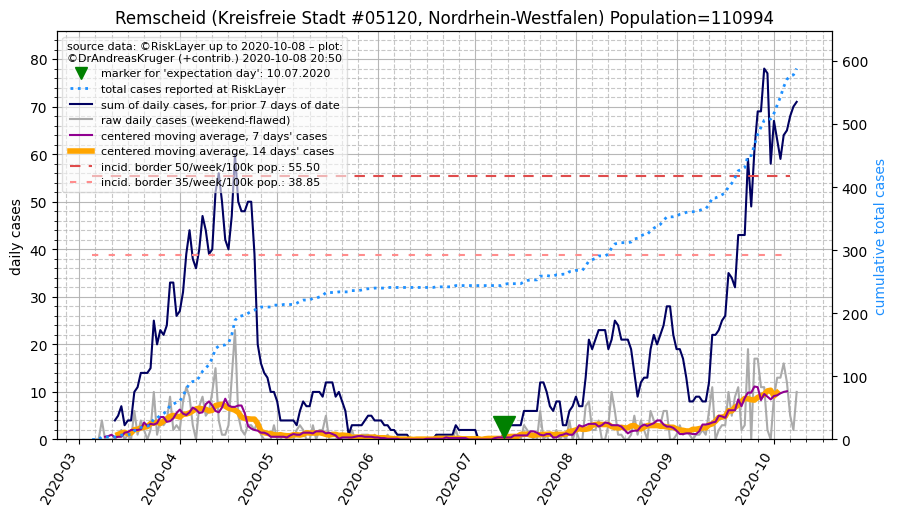 Remscheid (Kreisfreie Stadt #05120, Nordrhein-Westfalen) Population=110994
source data: ©RiskLayer up to 2020-10-08 – plot:
©DrAndreasKruger (+contrib.) 2020-10-08 20:50
marker for 'expectation day': 10.07.2020
total cases reported at RiskLayer
sum of daily cases, for prior 7 days of date
raw daily cases (weekend-flawed)
centered moving average, 7 days' cases
centered moving average, 14 days' cases
incid. border 50/week/100k pop.: 55.50
incid. border 35/week/100k pop.: 38.85
daily cases
80
70
60
50
40
30
20
10
0
cumulative total cases
600
500
400
300
200
100
0
2020-03
2020-04
2020-05
2020-06
2020-07
2020-08
2020-09
2020-10